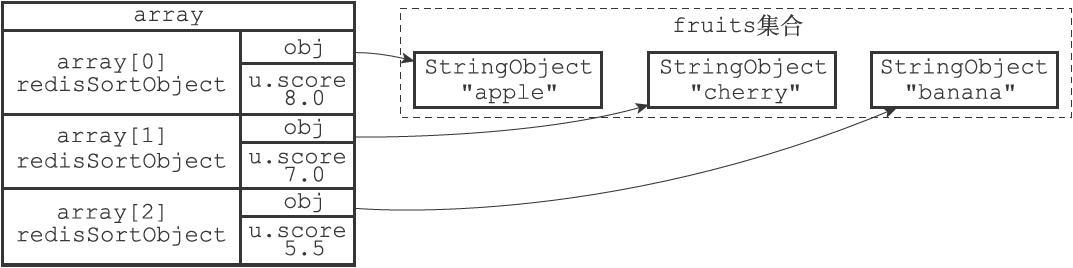 array
array[0]
redisSortObject
obj
u.score
8.0
array[1]
redisSortObject
obj
u.score
7.0
array[2]
redisSortObject
obj
u.score
5.5
fruits集合
StringObject
"apple"
StringObject
"cherry"
StringObject
"banana"